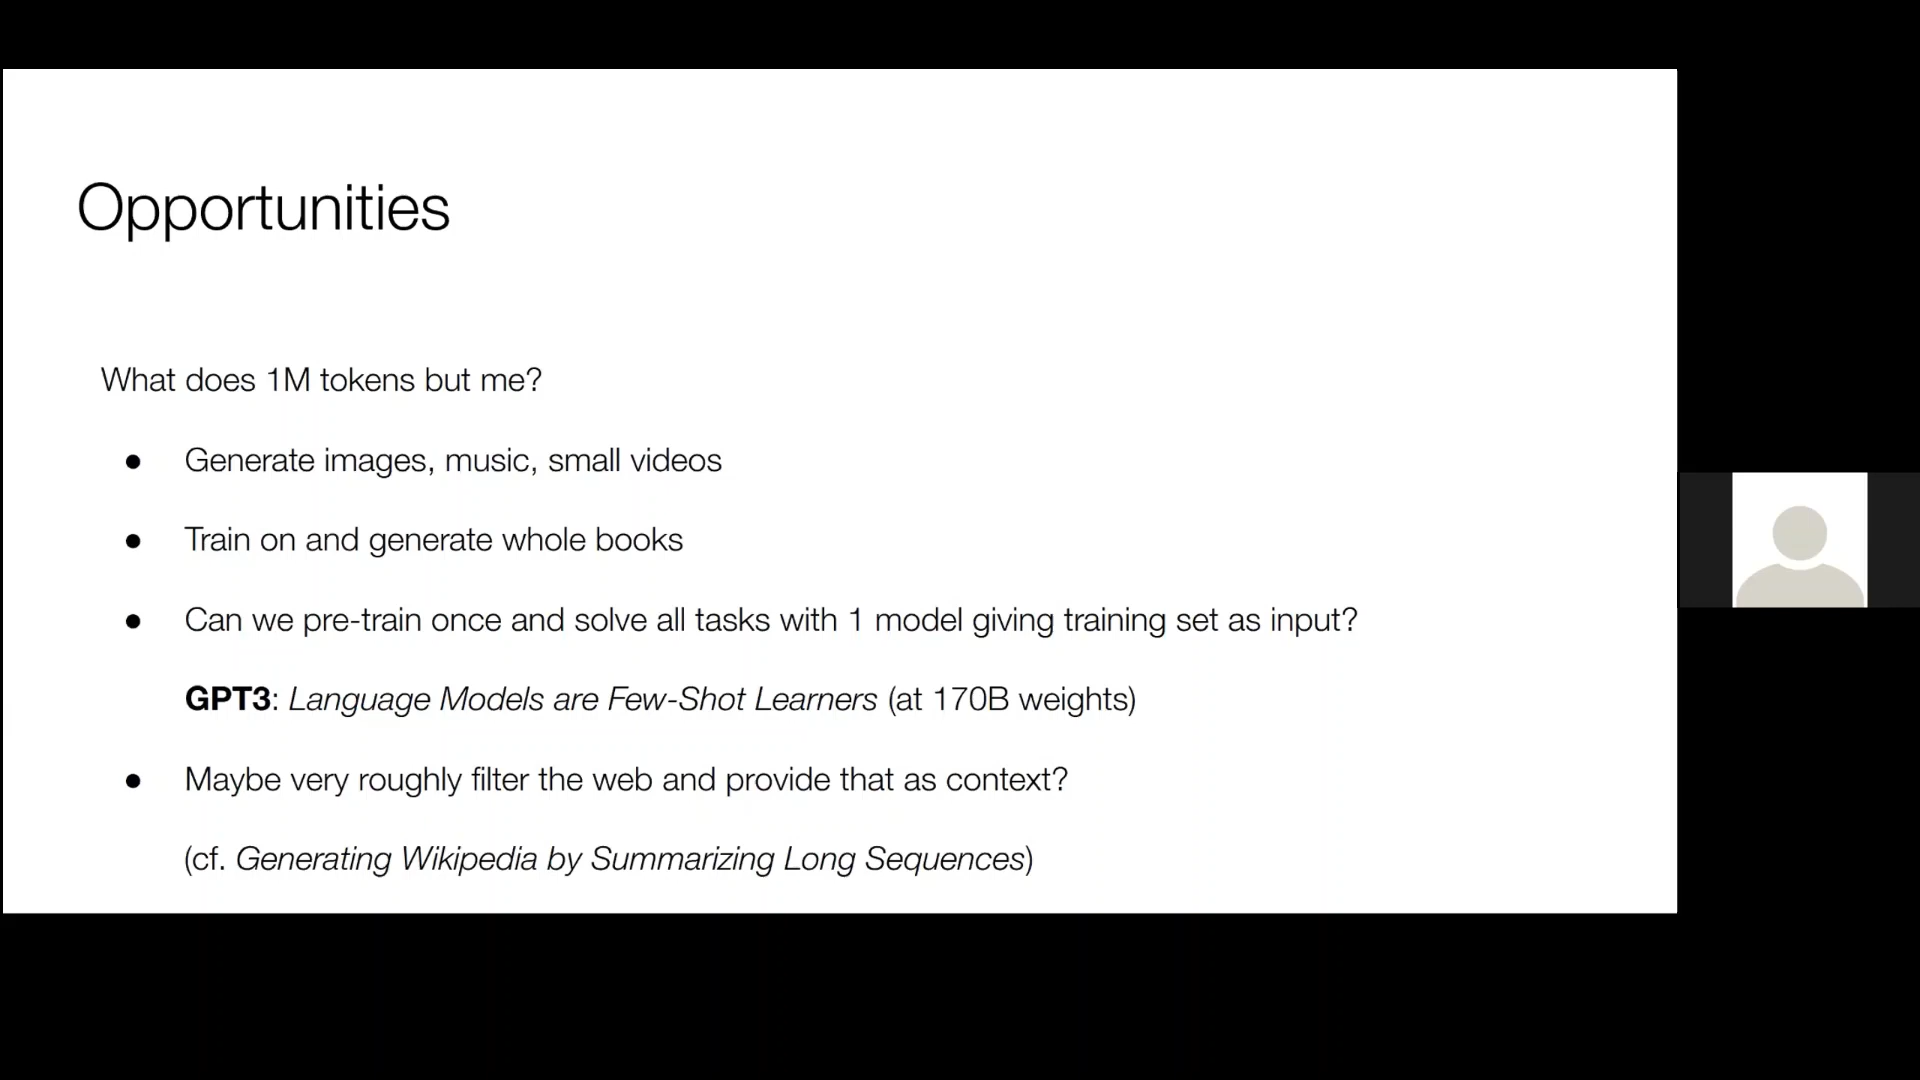 Opportunities
What does 1M tokens but me?
● Generate images, music, small videos
● Train on and generate whole books
● Can we pre-train once and solve all tasks with 1 model giving training set as input?
GPT3: Language Models are Few-Shot Learners (at 170B weights)
● Maybe very roughly filter the web and provide that as context?
(cf. Generating Wikipedia by Summarizing Long Sequences)